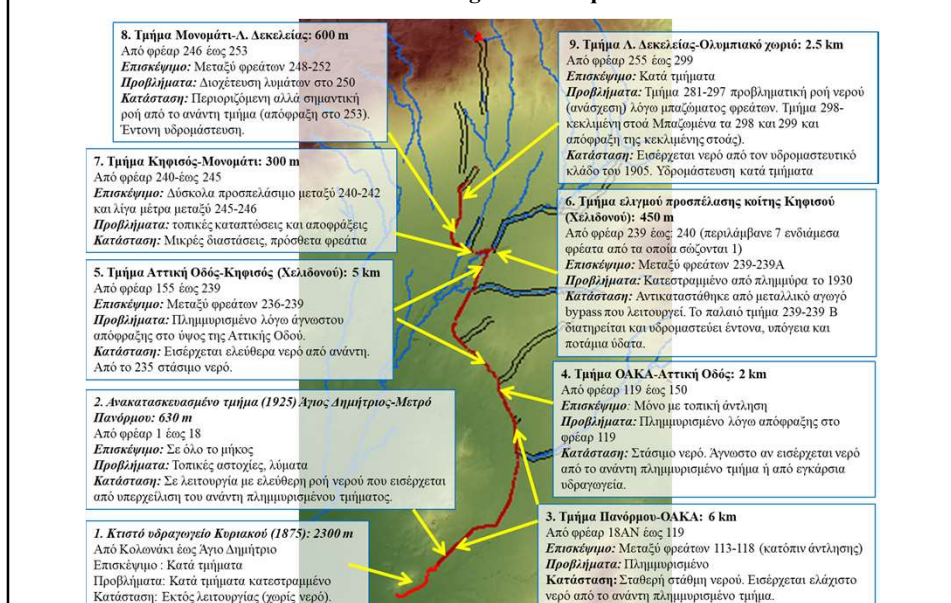 8. Τμήμα Μονομάτι-Λ. Δεκελείας: 600 m
Από φρέαρ 246 έως 253
Επισκέψιμο: Μεταξύ φρεάτων 248-252
Προβλήματα: Διοχέτευση λυμάτων στο 250
Κατάσταση: Περιοριζόμενη αλλά σημαντική
ροή από το ανάντη τμήμα (απόφραξη στο 253).
Έντονη υδρομάστευση.
9. Τμήμα Λ. Δεκελείας-Ολυμπιακό χωριό: 2.5 km
Από φρέαρ 255 έως 299
Επισκέψιμο: Κατά τμήματα
Προβλήματα: Τμήμα 281-297 προβληματική ροή νερού
(ανάσχεση) λόγω μπαζώματος φρεάτων. Τμήμα 298-
κεκλιμένη στοά Μπαζωμένα τα 298 και 299 και
απόφραξη της κεκλιμένης στοάς).
Κατάσταση: Εισέρχεται νερό από τον υδρομαστευτικό
κλάδο του 1905. Υδρομάστευση κατά τμήματα
7. Τμήμα Κηφισός-Μονομάτι: 300 m
Από φρέαρ 240-έως 245
Επισκέψιμο: Δύσκολα προσπελάσιμο μεταξύ 240-242
και λίγα μέτρα μεταξύ 245-246
Προβλήματα: τοπικές καταπτώσεις και αποφράξεις
Κατάσταση: Μικρές διαστάσεις, πρόσθετα φρεάτια
6. Τμήμα ελιγμού προσπέλασης κοίτης Κηφισού
(Χελιδονού): 450 m
Από φρέαρ 239 έως: 240 (περιλάμβανε 7 ενδιάμεσα
φρέατα από τα οποία σώζονται 1)
Επισκέψιμο: Μεταξύ φρεάτων 239-239Α
Προβλήματα: Κατεστραμμένο από πλημμύρα το 1930
Κατάσταση: Αντικαταστάθηκε από μεταλλικό αγωγό
bypass που λειτουργεί. Το παλαιό τμήμα 239-239 Β
διατηρείται και υδρομαστεύει έντονα, υπόγεια και
ποτάμια ύδατα.
5. Τμήμα Αττική Οδός-Κηφισός (Χελιδονού): 5 km
Από φρέαρ 155 έως 239
Επισκέψιμο: Μεταξύ φρεάτων 236-239
Προβλήματα: Πλημμυρισμένο λόγω άγνωστου
απόφραξης στο ύψος της Αττικής Οδού.
Κατάσταση: Εισέρχεται ελεύθερα νερό από ανάντη.
Από το 235 στάσιμο νερό.
4. Τμήμα ΟΑΚΑ-Αττική Οδός: 2 km
Από φρέαρ 119 έως 150
Επισκέψιμο: Μόνο με τοπική άντληση
Προβλήματα: Πλημμυρισμένο λόγω απόφραξης στο
φρέαρ 119
Κατάσταση: Στάσιμο νερό. Άγνωστο αν εισέρχεται νερό
από το ανάντη πλημμυρισμένο τμήμα ή από εγκάρσια
υδραγωγεία.
2. Ανακατασκευασμένο τμήμα (1925) Άγιος Δημήτριος-Μετρό
Πανόρμου: 630 m
Από φρέαρ 1 έως 18
Επισκέψιμο: Σε όλο το μήκος
Προβλήματα: Τοπικές αστοχίες, λύματα
Κατάσταση: Σε λειτουργία με ελεύθερη ροή νερού που εισέρχεται
από υπερχείλιση του ανάντη πλημμυρισμένου τμήματος.
3. Τμήμα Πανόρμου-ΟΑΚΑ: 6 km
Από φρέαρ 18ΑΝ έως 119
Επισκέψιμο: Μεταξύ φρεάτων 113-118 (κατόπιν άντλησης)
Προβλήματα: Πλημμυρισμένο
Κατάσταση: Σταθερή στάθμη νερού. Εισέρχεται ελάχιστο
νερό από το ανάντη πλημμυρισμένο τμήμα.
1. Κτιστό υδραγωγείο Κυριακού (1875): 2300 m
Από Κολωνάκι έως Άγιο Δημήτριο
Επισκέψιμο : Κατά τμήματα
Προβλήματα: Κατά τμήματα κατεστραμμένο
Κατάσταση: Εκτός λειτουργίας (χωρίς νερό).